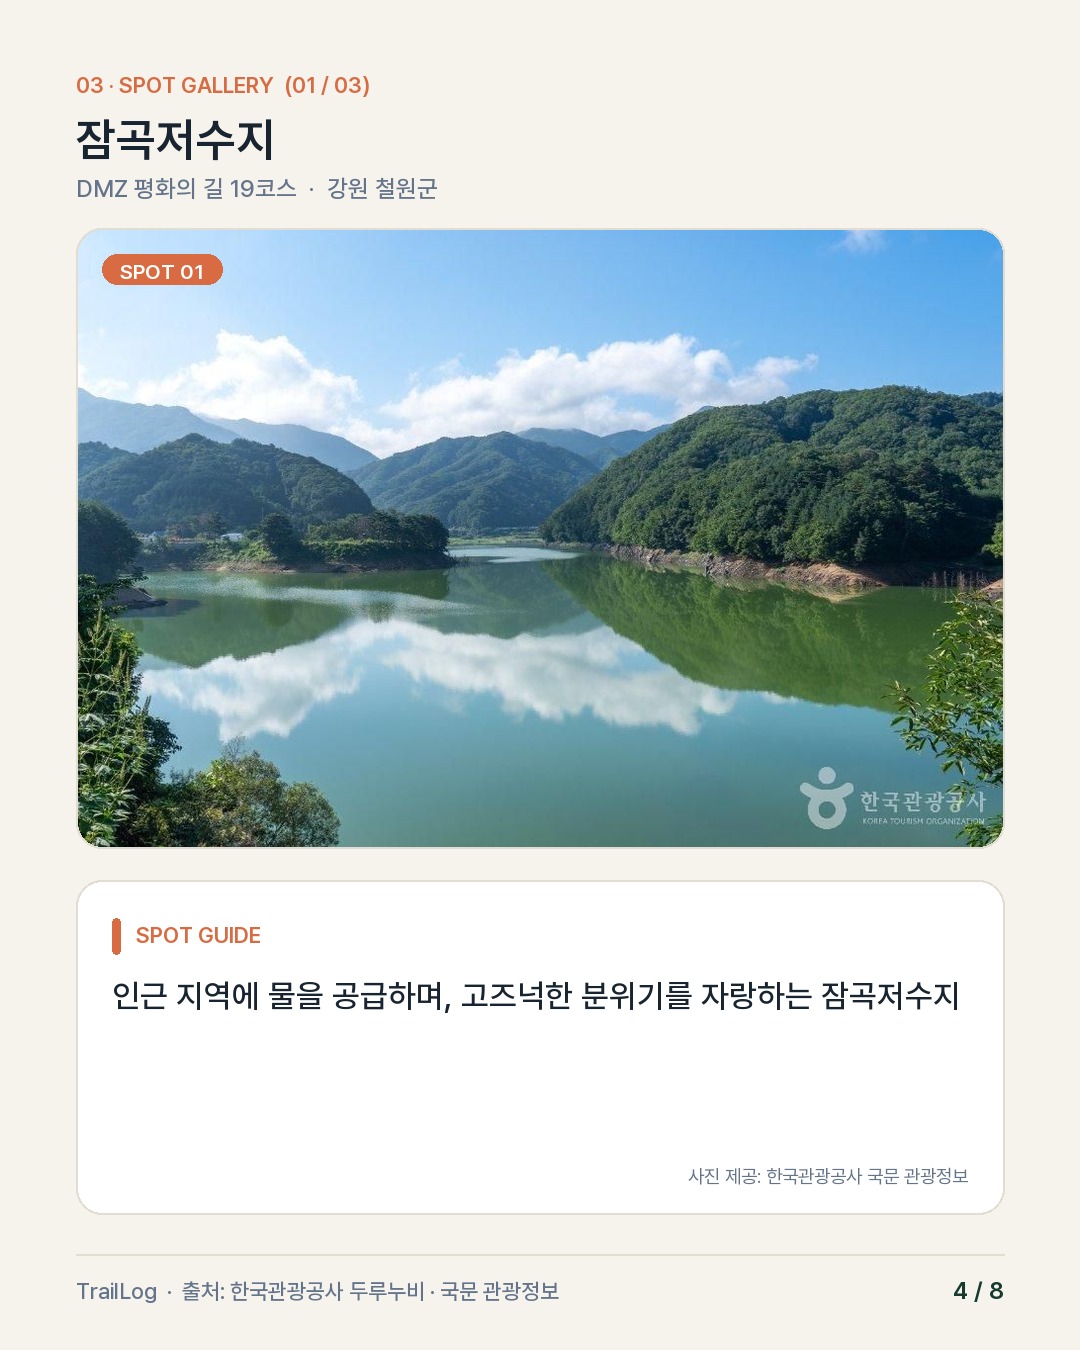 03 · SPOT GALLERY (01 / 03)
잠곡저수지
DMZ 평화의 길 19코스 · 강원 철원군
SPOT 01
한국관광공사
KOREA TOURISM ORGANIZATION
SPOT GUIDE
인근 지역에 물을 공급하며, 고즈넉한 분위기를 자랑하는 잠곡저수지
사진 제공: 한국관광공사 국문 관광정보
TrailLog · 출처: 한국관광공사 두루누비 · 국문 관광정보
4 / 8